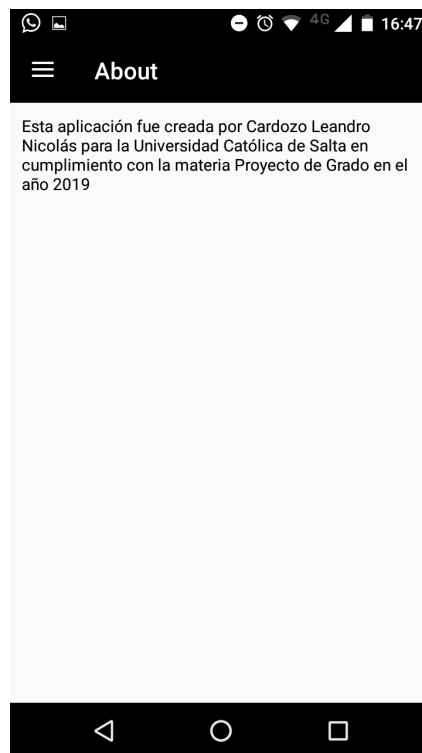 4G 16:47
About
Esta aplicación fue creada por Cardozo Leandro
Nicolás para la Universidad Católica de Salta en
cumplimiento con la materia Proyecto de Grado en el
año 2019